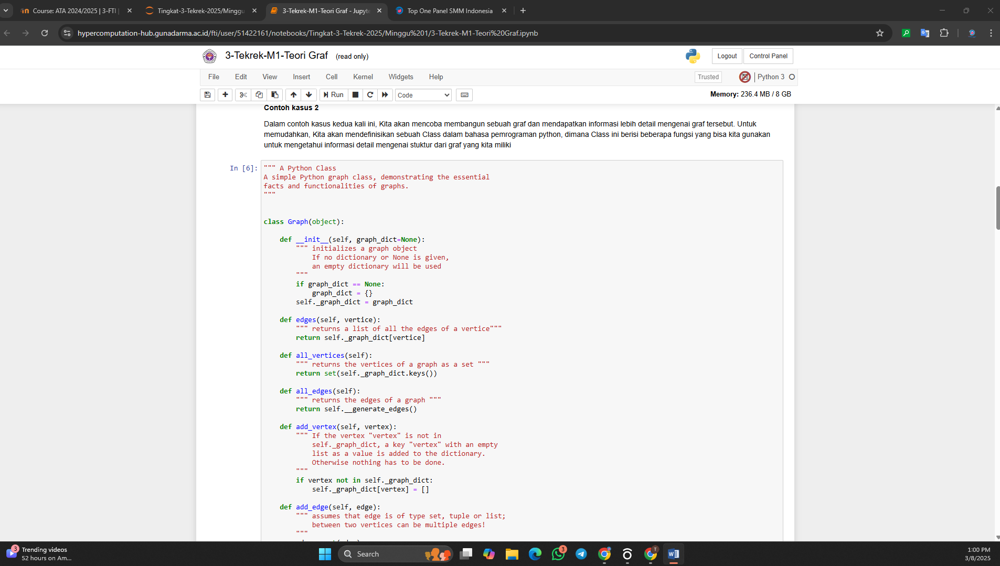 Course: ATA 2024/2025 | 3-FTI |
Tingkat-3-Tekrek-2025/Minggu
3-Tekrek-M1-Teori Graf - Jupyte
Top One Panel SMM Indonesia
hypercomputation-hub.gunadarma.ac.id/fti/user/51422161/notebooks/Tingkat-3-Tekrek-2025/Minggu%201/3-Tekrek-M1-Teori%20Graf.ipynb
3-Tekrek-M1-Teori Graf (read only)
Logout
Control Panel
File Edit View Insert Cell Kernel Widgets Help
Trusted
Python 3
Run
Code
Memory: 236.4 MB / 8 GB
Contoh kasus 2
Dalam contoh kasus kedua kali ini, Kita akan mencoba membangun sebuah graf dan mendapatkan informasi lebih detail mengenai graf tersebut. Untuk
memudahkan, Kita akan mendefinisikan sebuah Class dalam bahasa pemrograman python, dimana Class ini berisi beberapa fungsi yang bisa kita gunakan
untuk mengetahui informasi detail mengenai stuktur dari graf yang kita miliki
In [6]:
""" A Python Class
A simple Python graph class, demonstrating the essential
facts and functionalities of graphs.
"""
class Graph(object):
def __init__(self, graph_dict=None):
""" initializes a graph object
If no dictionary or None is given,
an empty dictionary will be used
"""
if graph_dict == None:
graph_dict = {}
self._graph_dict = graph_dict
def edges(self, vertice):
""" returns a list of all the edges of a vertice"""
return self._graph_dict[vertice]
def all_vertices(self):
""" returns the vertices of a graph as a set """
return set(self._graph_dict.keys())
def all_edges(self):
""" returns the edges of a graph """
return self.__generate_edges()
def add_vertex(self, vertex):
""" If the vertex "vertex" is not in
self._graph_dict, a key "vertex" with an empty
list as a value is added to the dictionary.
Otherwise nothing has to be done.
"""
if vertex not in self._graph_dict:
self._graph_dict[vertex] = []
def add_edge(self, edge):
""" assumes that edge is of type set, tuple or list;
between two vertices can be multiple edges!
"""
3
Trending videos
52 hours on Am...
Search
3
T
1:00 PM
3/8/2025